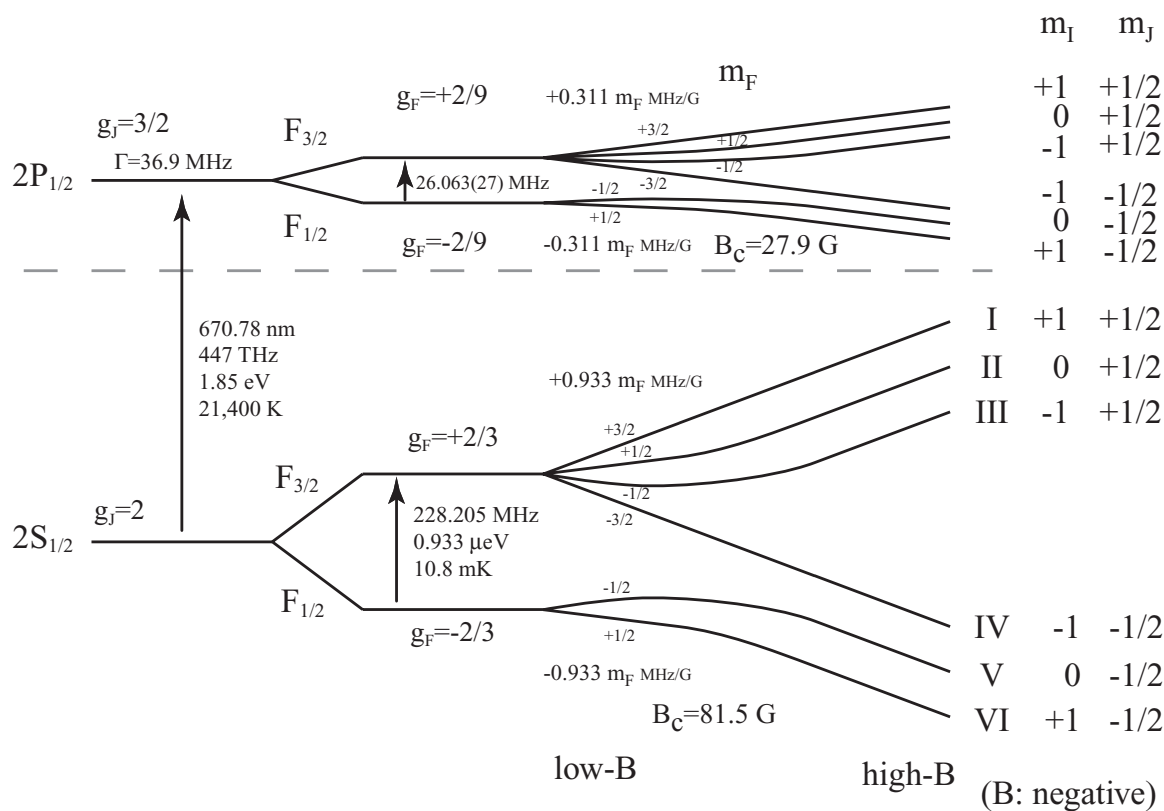 m_I m_J
m_F
+1 +1/2
g_F=+2/9
+0.311 m_F MHz/G
0 +1/2
g_J=3/2
F_3/2
+3/2
+1/2
-1 +1/2
Γ=36.9 MHz
-1/2
2P_1/2
26.063(27) MHz
-1/2
-3/2
-1 -1/2
+1/2
0 -1/2
F_1/2
g_F=-2/9
-0.311 m_F MHz/G
B_c=27.9 G
+1 -1/2
670.78 nm
447 THz
1.85 eV
21,400 K
I +1 +1/2
+0.933 m_F MHz/G
II 0 +1/2
III -1 +1/2
g_F=+2/3
+3/2
+1/2
F_3/2
-1/2
-3/2
g_J=2
228.205 MHz
0.933 μeV
10.8 mK
2S_1/2
F_1/2
-1/2
g_F=-2/3
+1/2
IV -1 -1/2
-0.933 m_F MHz/G
V 0 -1/2
B_c=81.5 G
VI +1 -1/2
low-B
high-B
(B: negative)